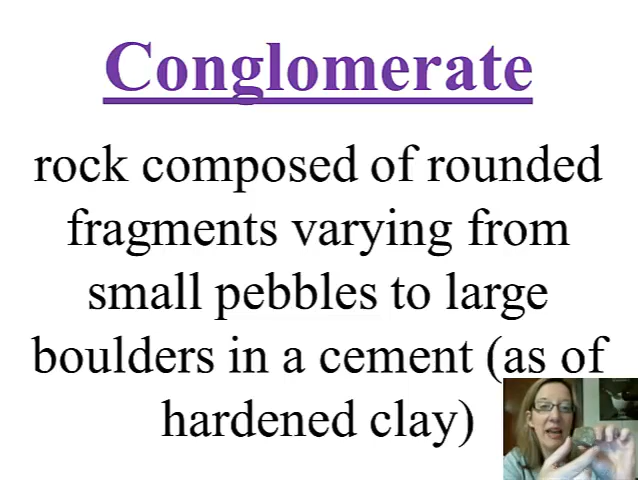 Conglomerate
rock composed of rounded
fragments varying from
small pebbles to large
boulders in a cement (as of
hardened clay)